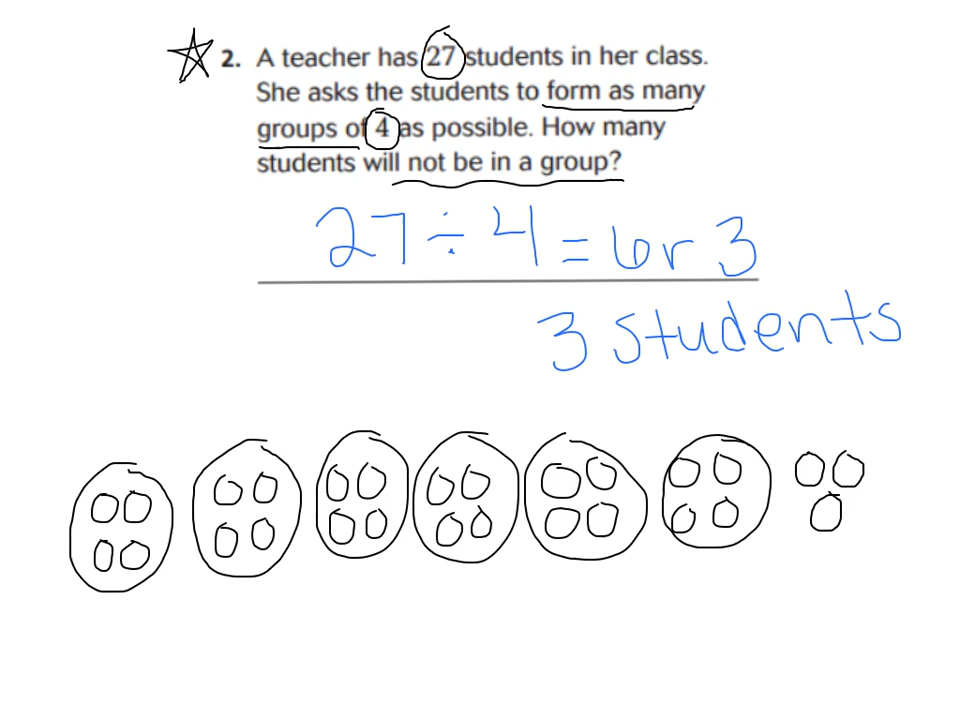 2. A teacher has 27 students in her class.
She asks the students to form as many
groups of 4 as possible. How many
students will not be in a group?
27 ÷ 4 = 6 r 3
3 students